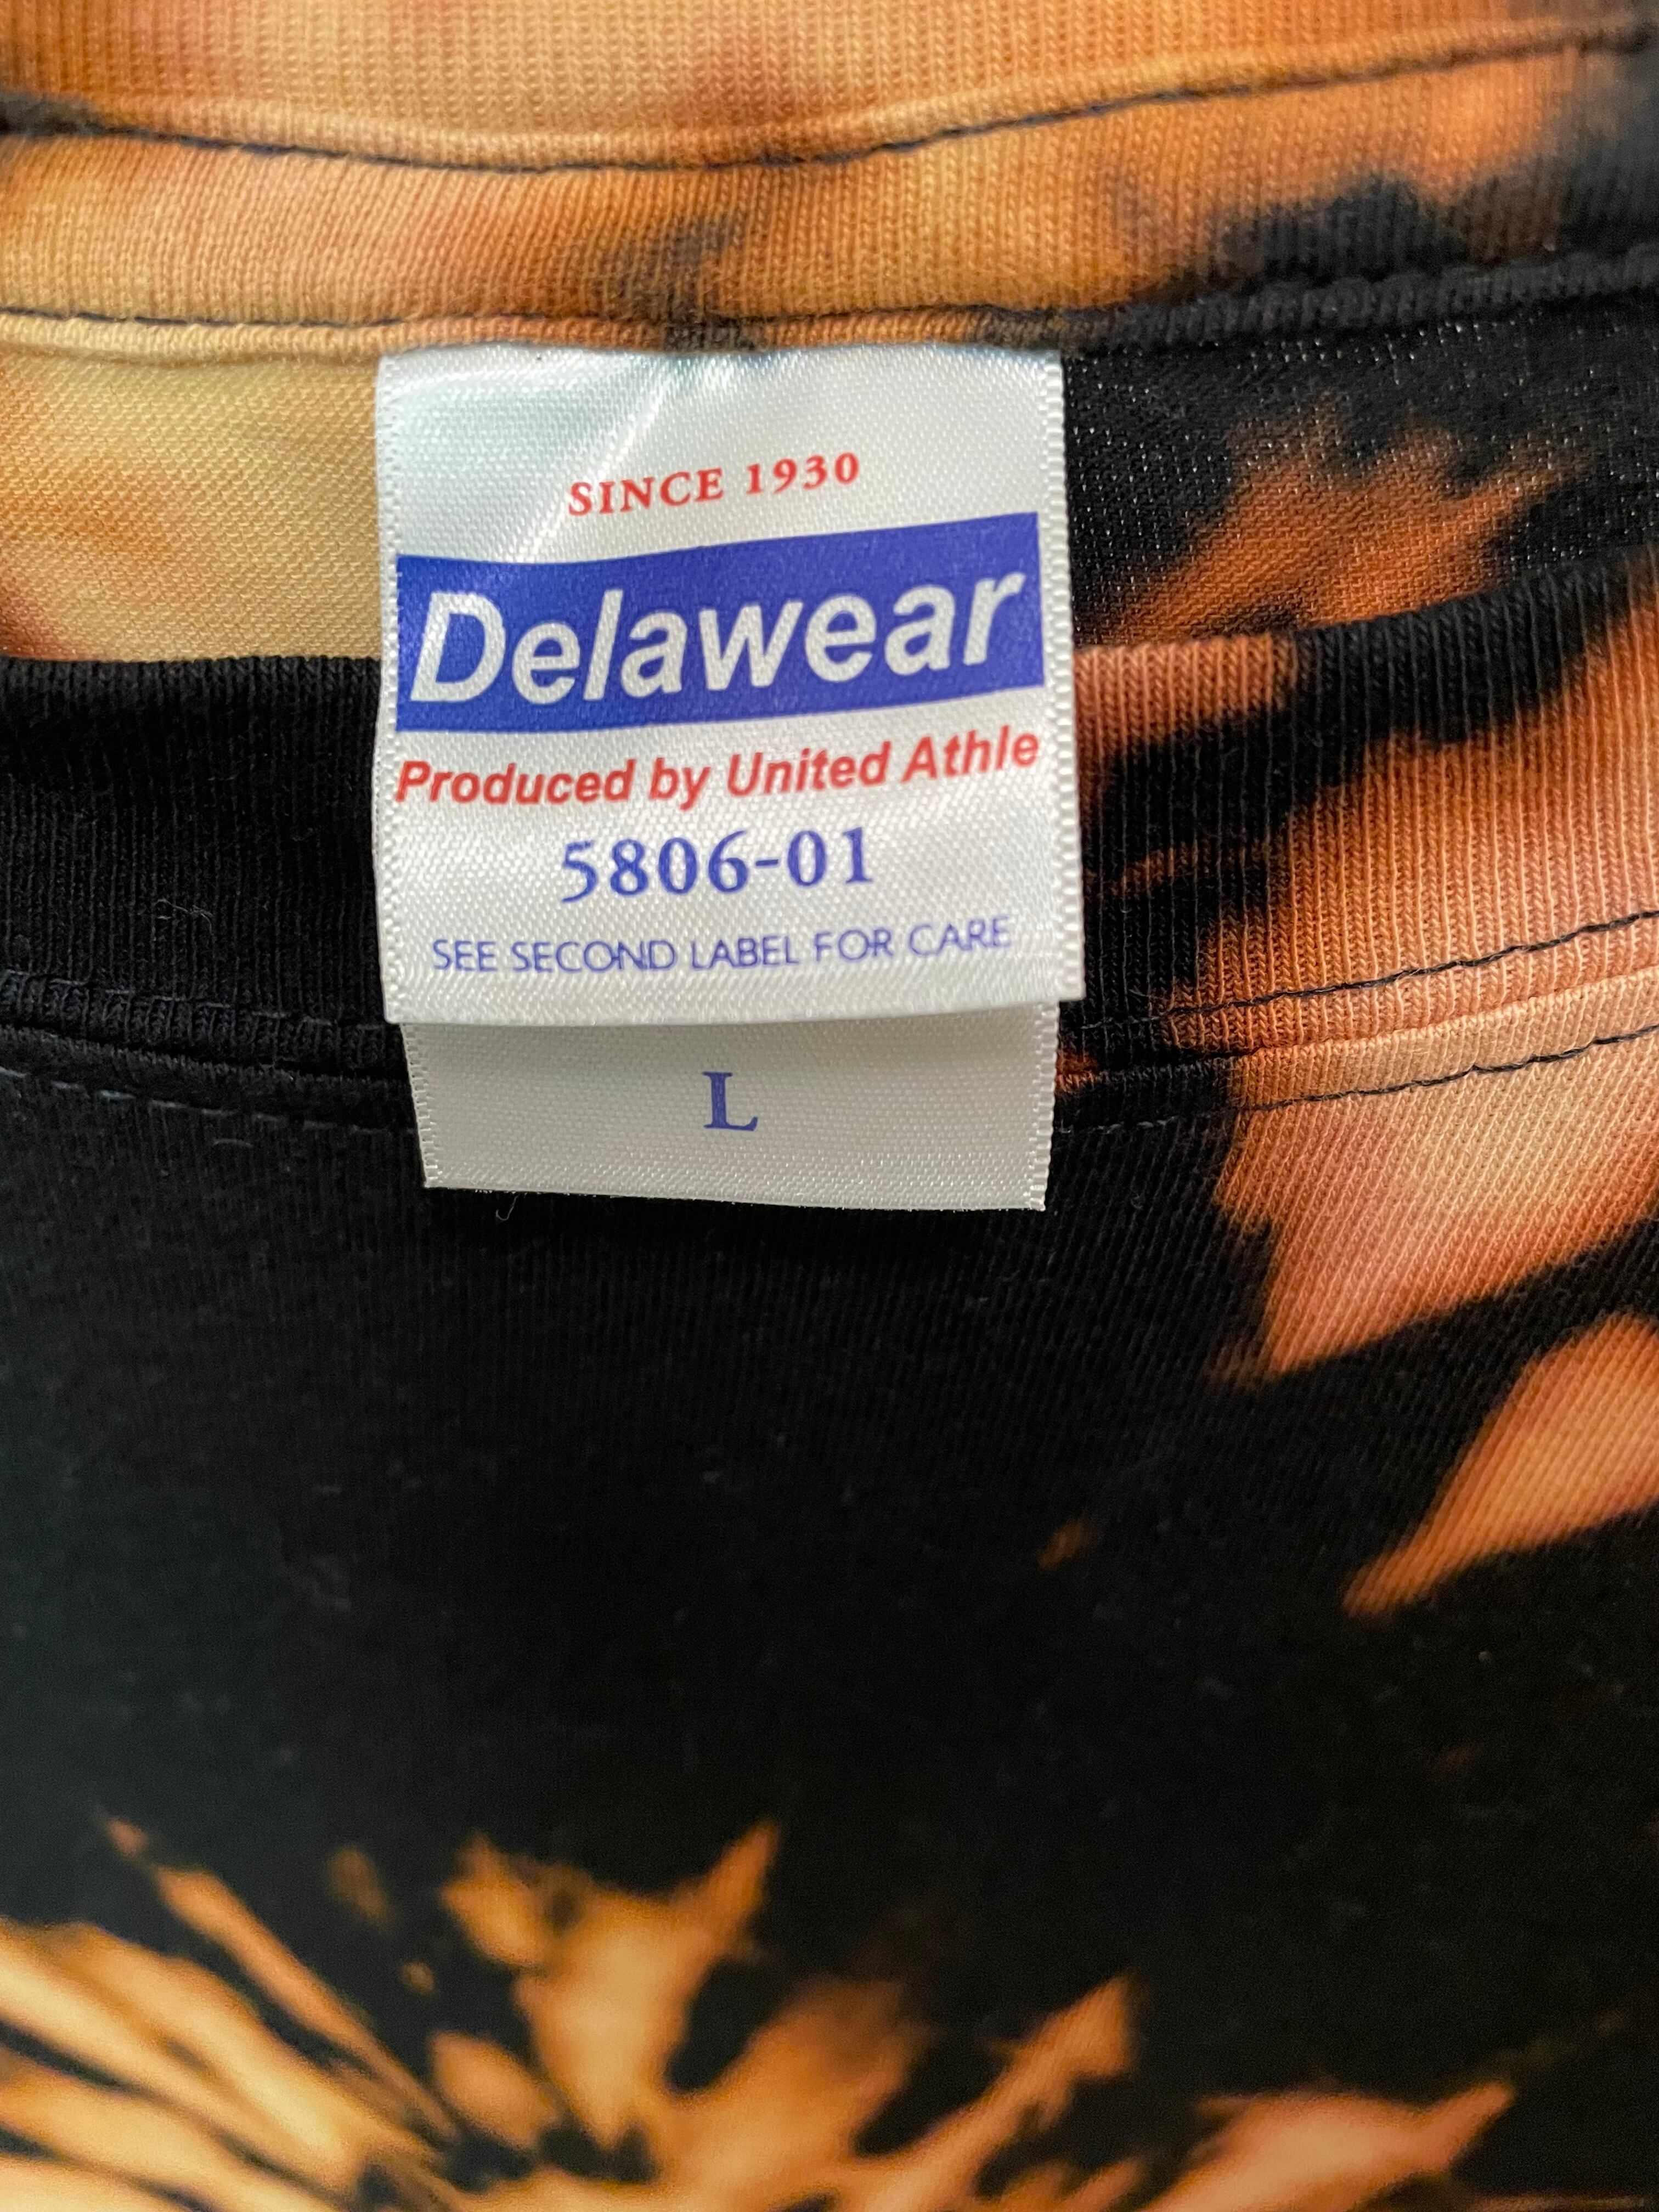 SINCE 1930
Delawear
Produced by United Athle
5806-01
SEE SECOND LABEL FOR CARE
L